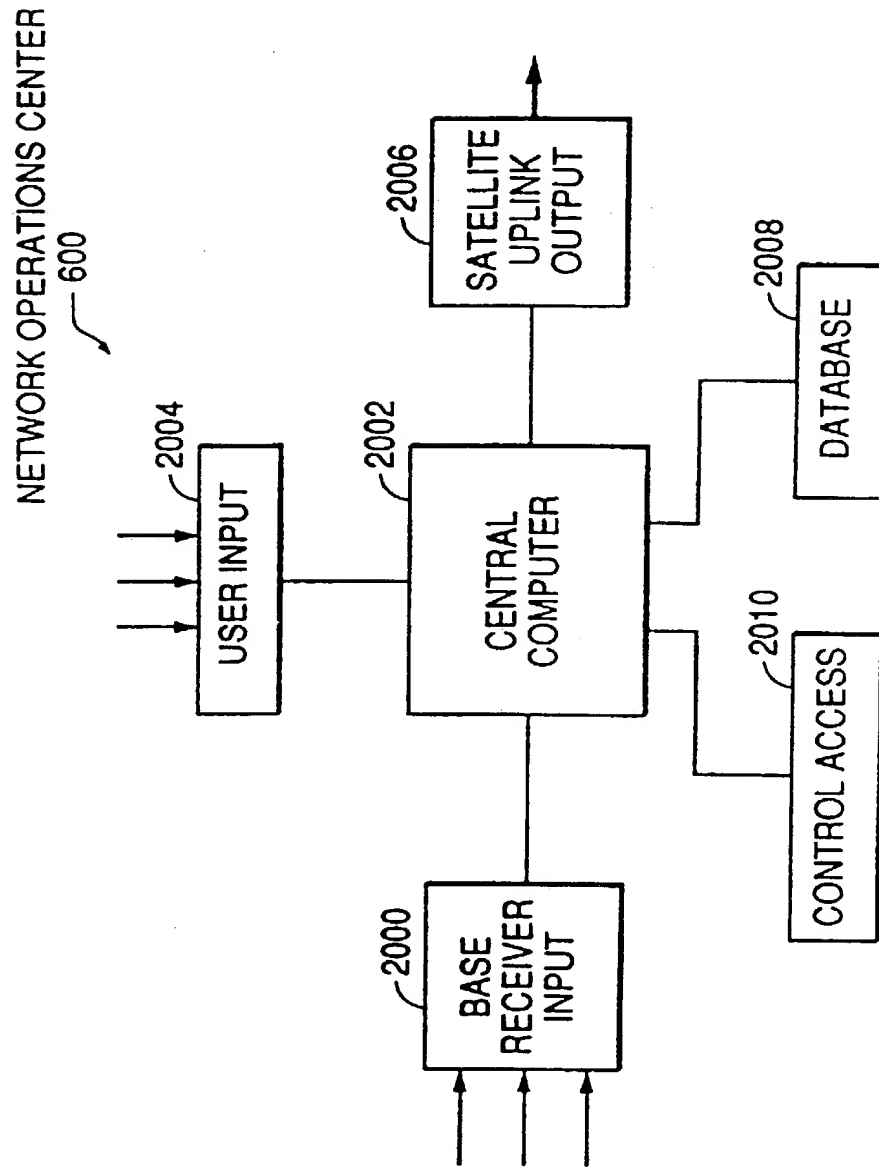 NETWORK OPERATIONS CENTER
600
2004
USER INPUT
2002
CENTRAL
COMPUTER
2000
BASE
RECEIVER
INPUT
2006
SATELLITE
UPLINK
OUTPUT
2010
CONTROL ACCESS
2008
DATABASE